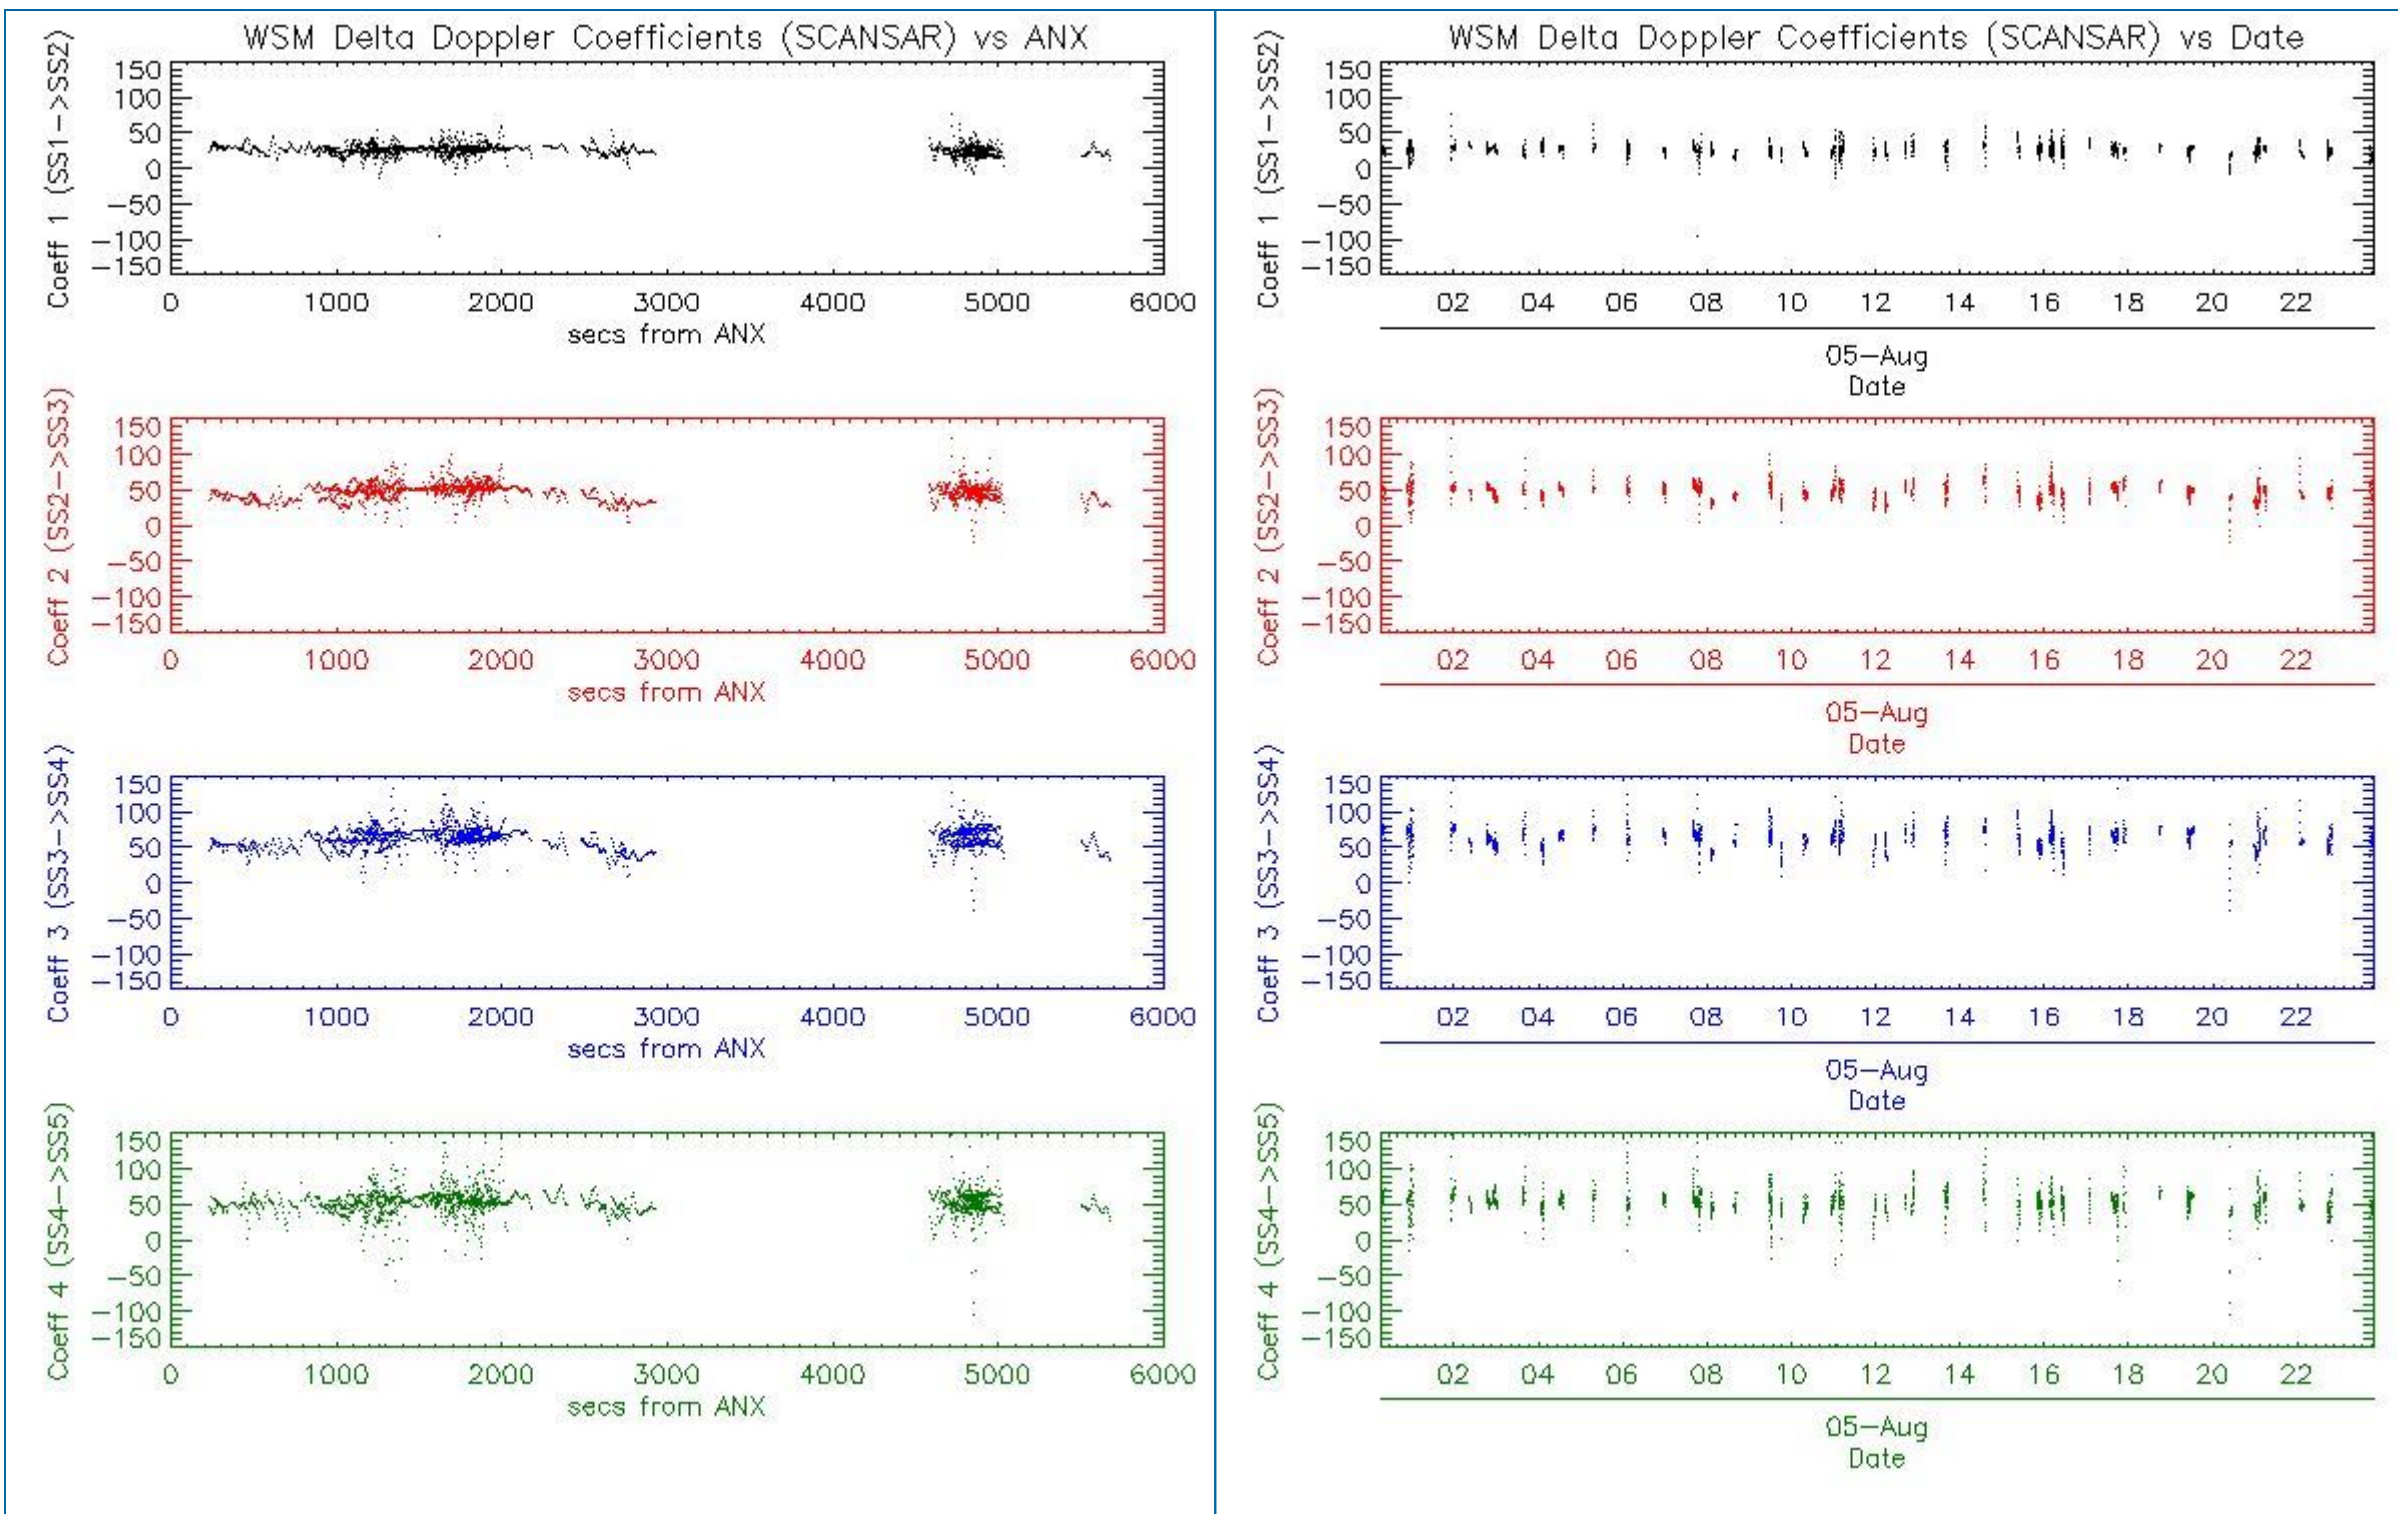 WSM Delta Doppler Coefficients (SCANSAR) vs ANX
Coeff 1 (SS1->SS2)
150
100
50
0
-50
-100
-150
0 1000 2000 3000 4000 5000 6000
secs from ANX
Coeff 2 (SS2->SS3)
150
100
50
0
-50
-100
-150
0 1000 2000 3000 4000 5000 6000
secs from ANX
Coeff 3 (SS3->SS4)
150
100
50
0
-50
-100
-150
0 1000 2000 3000 4000 5000 6000
secs from ANX
Coeff 4 (SS4->SS5)
150
100
50
0
-50
-100
-150
0 1000 2000 3000 4000 5000 6000
secs from ANX
WSM Delta Doppler Coefficients (SCANSAR) vs Date
Coeff 1 (SS1->SS2)
150
100
50
0
-50
-100
-150
02 04 06 08 10 12 14 16 18 20 22
05-Aug
Date
Coeff 2 (SS2->SS3)
150
100
50
0
-50
-100
-150
02 04 06 08 10 12 14 16 18 20 22
05-Aug
Date
Coeff 3 (SS3->SS4)
150
100
50
0
-50
-100
-150
02 04 06 08 10 12 14 16 18 20 22
05-Aug
Date
Coeff 4 (SS4->SS5)
150
100
50
0
-50
-100
-150
02 04 06 08 10 12 14 16 18 20 22
05-Aug
Date